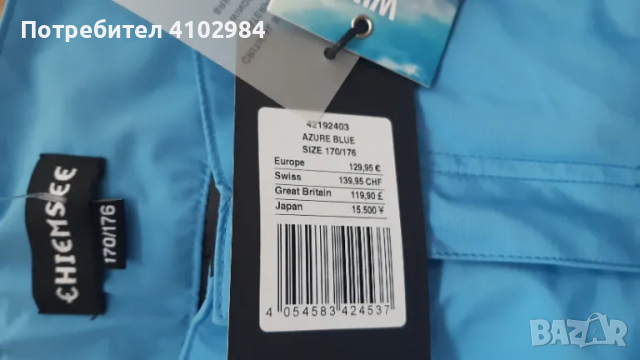 Потребител 4102984
42192403
AZURE BLUE
SIZE 170/176
Europe 129,95 €
Swiss 139,95 CHF
Great Britain 119,90 £
Japan 15.500 ¥
4 054583 424537
CHIEMSEE
170/176
BAZAR